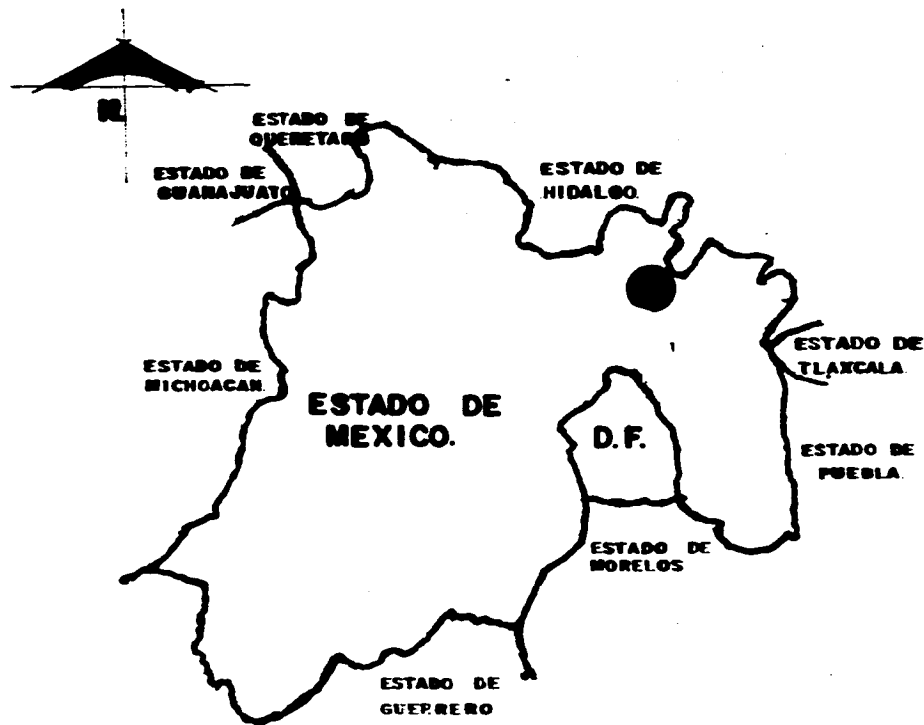 N.
ESTADO DE
QUERETARO
ESTADO DE
GUANAJUATO
ESTADO DE
HIDALGO.
ESTADO DE
TLAXCALA.
ESTADO DE
MICHOACAN.
ESTADO DE
MEXICO.
D.F.
ESTADO DE
PUEBLA.
ESTADO DE
MORELOS
ESTADO DE
GUERRERO